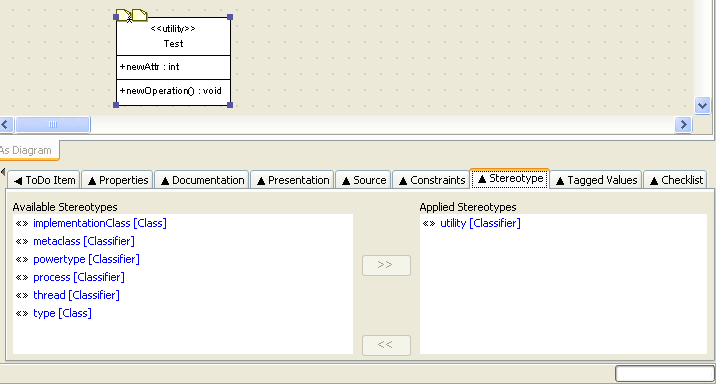 <<utility>>
Test
+newAttr : int
+newOperation() : void
As Diagram
◀ ToDo Item ▲ Properties ▲ Documentation ▲ Presentation ▲ Source ▲ Constraints ▲ Stereotype ▲ Tagged Values ▲ Checklist
Available Stereotypes
«» implementationClass [Class]
«» metaclass [Classifier]
«» powertype [Classifier]
«» process [Classifier]
«» thread [Classifier]
«» type [Class]
>>
<<
Applied Stereotypes
«» utility [Classifier]